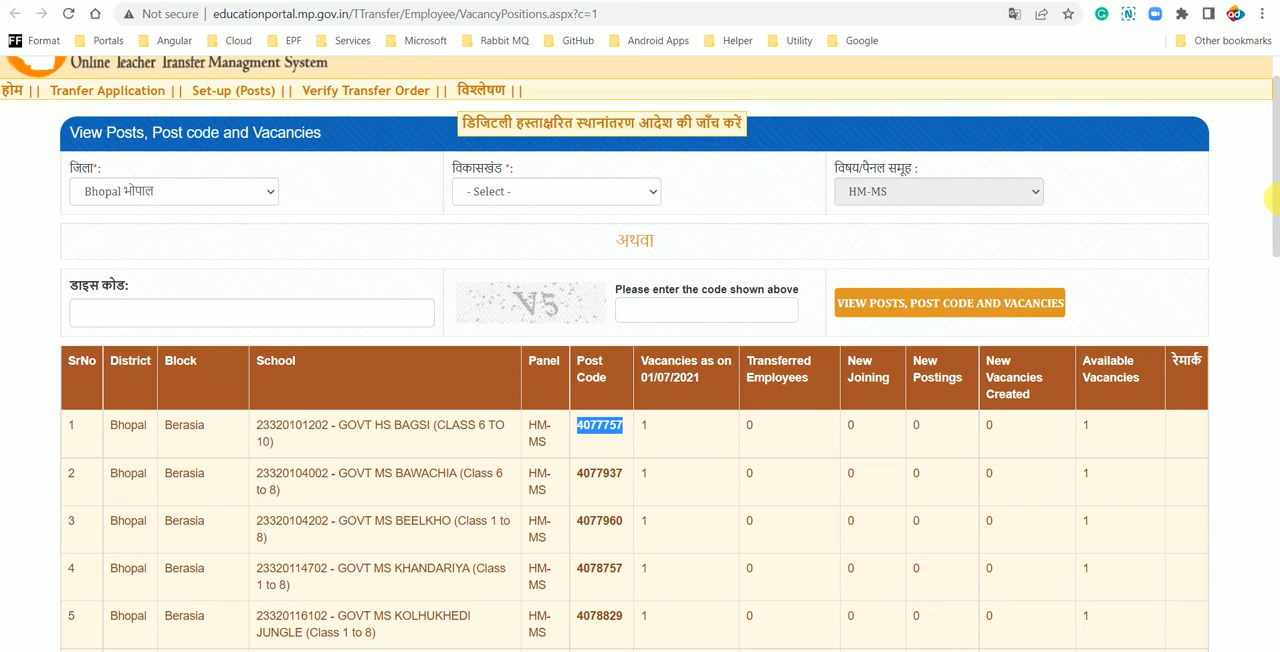 Not secure | educationportal.mp.gov.in/TTransfer/Employee/VacancyPositions.aspx?c=1
FF Format Portals Angular Cloud EPF Services Microsoft Rabbit MQ GitHub Android Apps Helper Utility Google Other bookmarks
Online Teacher Transfer Managment System
होम || Tranfer Application || Set-up (Posts) || Verify Transfer Order || विश्लेषण ||
डिजिटली हस्ताक्षरित स्थानांतरण आदेश की जाँच करें
View Posts, Post code and Vacancies
जिला*: विकासखंड *: विषय/पैनल समूह :
Bhopal भोपाल - Select - HM-MS
अथवा
डाइस कोड: Please enter the code shown above
V5 VIEW POSTS, POST CODE AND VACANCIES
SrNo District Block School Panel Post Code Vacancies as on 01/07/2021 Transferred Employees New Joining New Postings New Vacancies Created Available Vacancies रेमार्क
1 Bhopal Berasia 23320101202 - GOVT HS BAGSI (CLASS 6 TO 10) HM-MS 4077757 1 0 0 0 0 1
2 Bhopal Berasia 23320104002 - GOVT MS BAWACHIA (Class 6 to 8) HM-MS 4077937 1 0 0 0 0 1
3 Bhopal Berasia 23320104202 - GOVT MS BEELKHO (Class 1 to 8) HM-MS 4077960 1 0 0 0 0 1
4 Bhopal Berasia 23320114702 - GOVT MS KHANDARIYA (Class 1 to 8) HM-MS 4078757 1 0 0 0 0 1
5 Bhopal Berasia 23320116102 - GOVT MS KOLHUKHEDI JUNGLE (Class 1 to 8) HM-MS 4078829 1 0 0 0 0 1